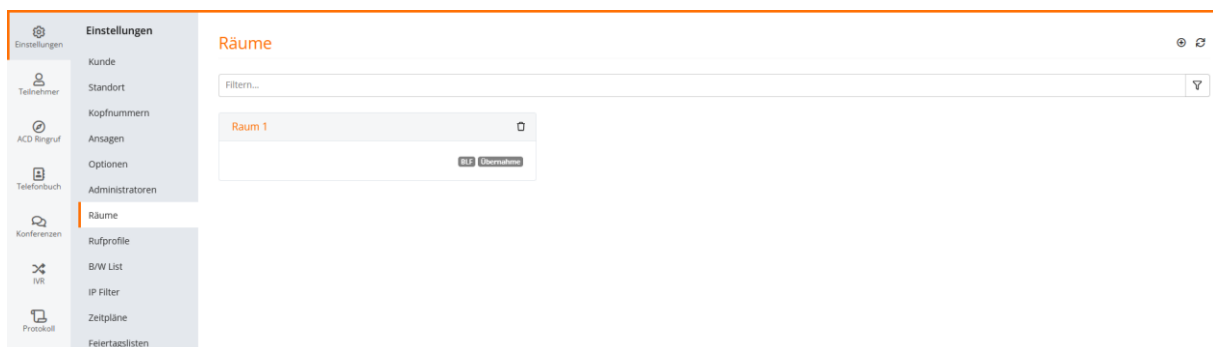 Einstellungen
Teilnehmer
ACD Ringruf
Telefonbuch
Konferenzen
IVR
Protokoll
Einstellungen
Kunde
Standort
Kopfnummern
Ansagen
Optionen
Administratoren
Räume
Rufprofile
B/W List
IP Filter
Zeitpläne
Feiertagslisten
Räume
Filtern...
Raum 1
BLF Übernahme